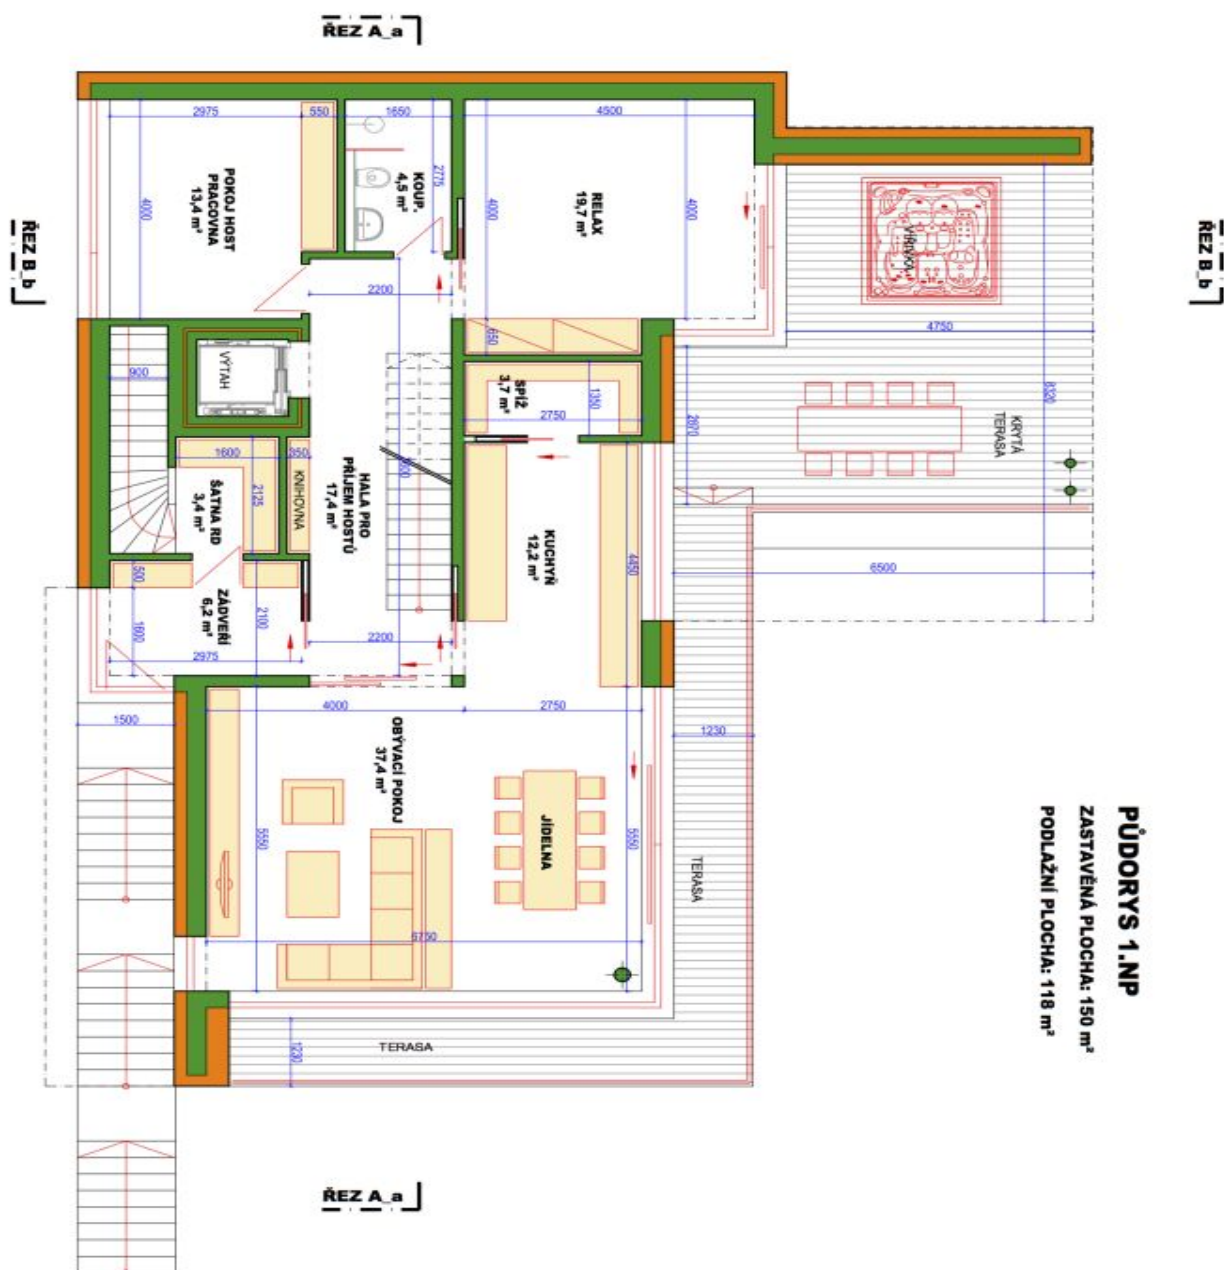 ŘEZ A_a
ŘEZ B_b
ŘEZ B_b
2975
550
1650
4500
POKOJ HOST
PRACOVNA
13,4 m²
4000
KOUP.
4,5 m²
2775
RELAX
19,7 m²
4000
4000
VÍŘIVKA
4750
2200
650
900
VÝTAH
SPÍŽ
3,7 m²
1350
2750
2670
8320
KRYTÁ
TERASA
1600
350
ŠATNA RD
3,4 m²
2125
KNIHOVNA
HALA PRO
PŘÍJEM HOSTŮ
17,4 m²
KUCHYŇ
12,2 m²
4450
6500
500
ZÁDVEŘÍ
6,2 m²
1600
2100
2975
2200
1500
4000
2750
1230
OBÝVACÍ POKOJ
37,4 m²
JÍDELNA
5550
5550
6750
TERASA
TERASA
1230
PŮDORYS 1.NP
ZASTAVĚNÁ PLOCHA: 150 m²
PODLAŽNÍ PLOCHA: 118 m²
ŘEZ A_a